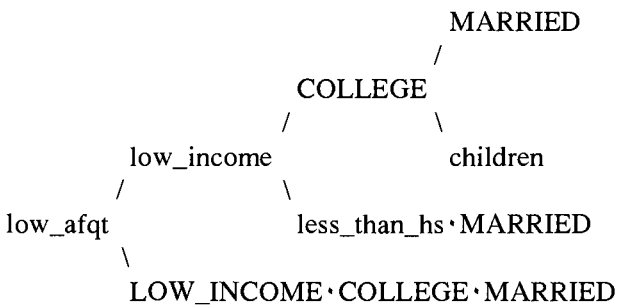 MARRIED
/
COLLEGE
/ \
low_income children
/ \
low_afqt less_than_hs·MARRIED
\
LOW_INCOME·COLLEGE·MARRIED